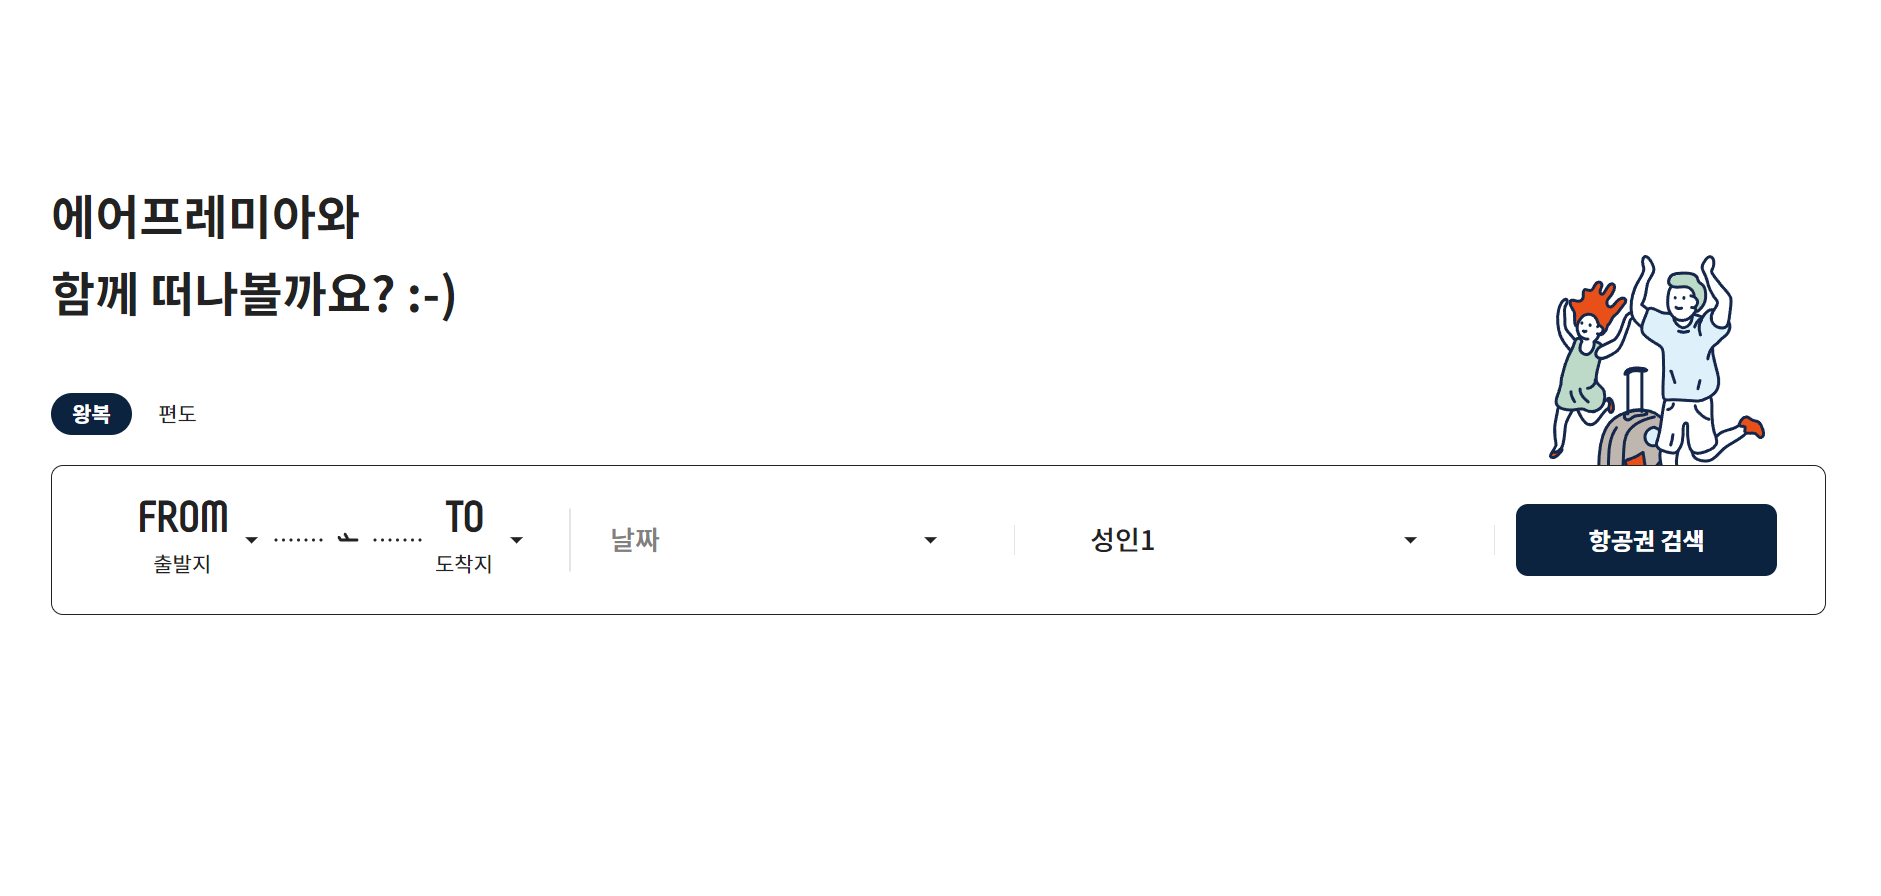 에어프레미아와
함께 떠나볼까요? :-)
왕복 편도
FROM TO
출발지 도착지
날짜
성인1
항공권 검색